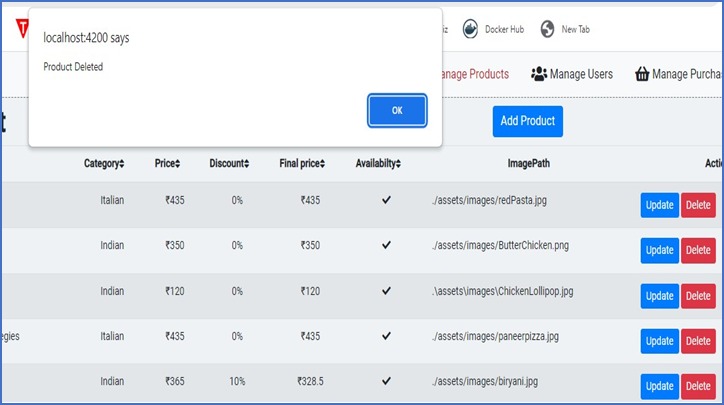 localhost:4200 says
Product Deleted
OK
T
Docker Hub New Tab
anage Products Manage Users Manage Purcha
t Add Product
Category Price Discount Final price Availabilty ImagePath Actio
Italian ₹435 0% ₹435 ./assets/images/redPasta.jpg Update Delete
Indian ₹350 0% ₹350 ./assets/images/ButterChicken.png Update Delete
Indian ₹120 0% ₹120 .\assets\images\ChickenLollipop.jpg Update Delete
egies Italian ₹435 0% ₹435 ./assets/images/paneerpizza.jpg Update Delete
Indian ₹365 10% ₹328.5 ./assets/images/biryani.jpg Update Delete